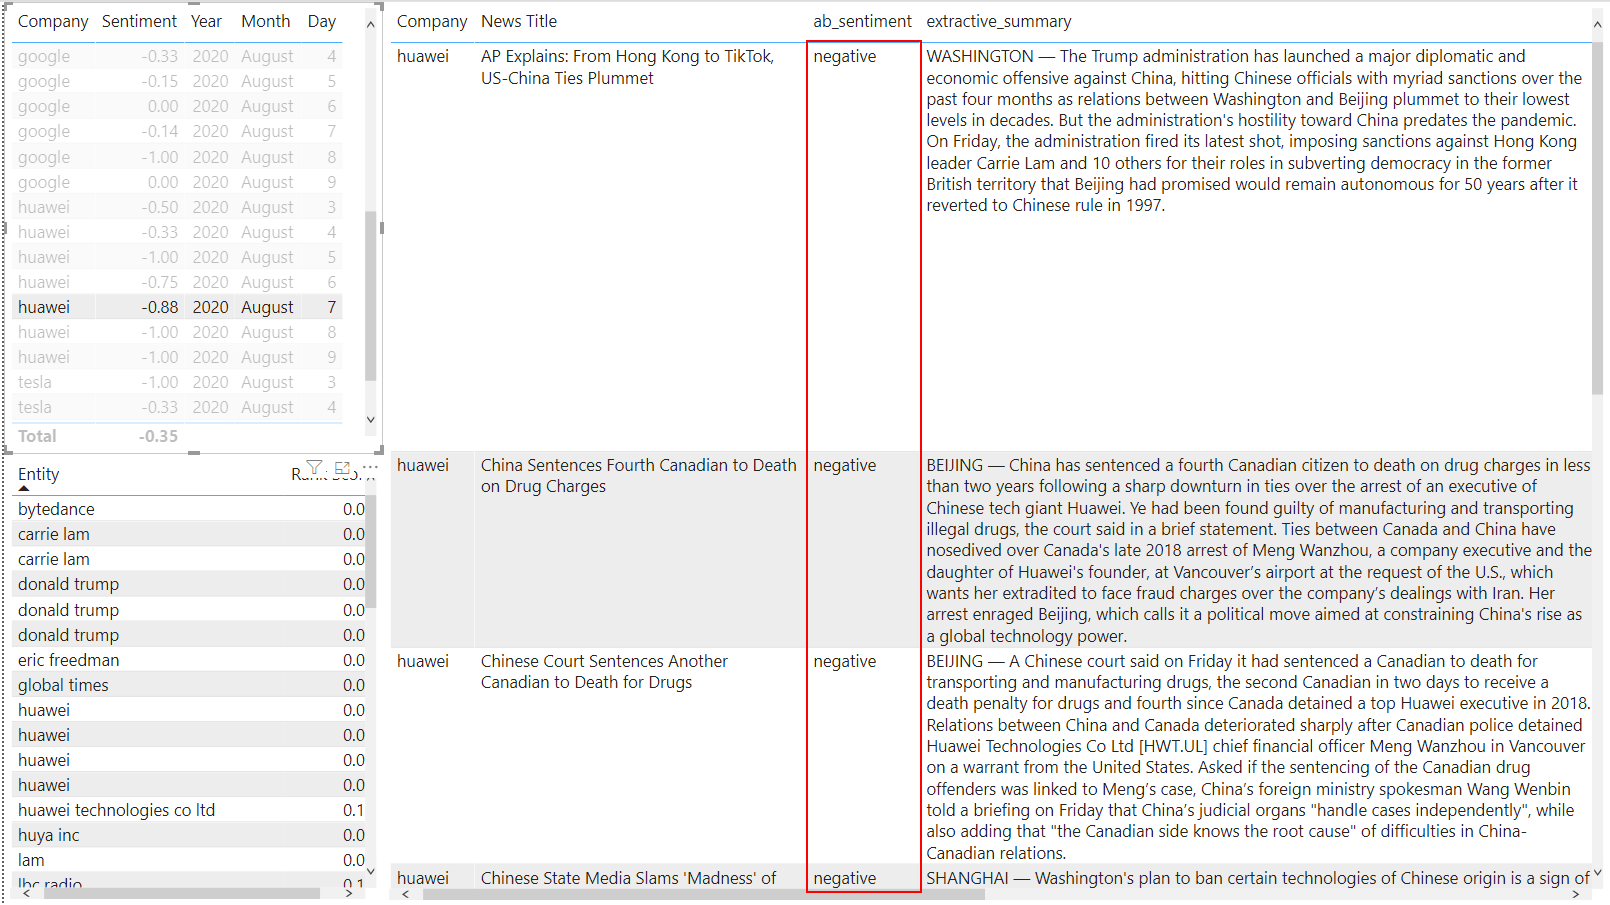 Company Sentiment Year Month Day
google -0.33 2020 August 4
google -0.15 2020 August 5
google 0.00 2020 August 6
google -0.14 2020 August 7
google -1.00 2020 August 8
google 0.00 2020 August 9
huawei -0.50 2020 August 3
huawei -0.33 2020 August 4
huawei -1.00 2020 August 5
huawei -0.75 2020 August 6
huawei -0.88 2020 August 7
huawei -1.00 2020 August 8
huawei -1.00 2020 August 9
tesla -1.00 2020 August 3
tesla -0.33 2020 August 4
Total -0.35
Entity
bytedance 0.0
carrie lam 0.0
carrie lam 0.0
donald trump 0.0
donald trump 0.0
donald trump 0.0
eric freedman 0.0
global times 0.0
huawei 0.0
huawei 0.0
huawei 0.0
huawei 0.0
huawei technologies co ltd 0.1
huya inc 0.0
lam 0.0
lbc radio 0.1
Company News Title ab_sentiment extractive_summary
huawei AP Explains: From Hong Kong to TikTok, negative WASHINGTON — The Trump administration has launched a major diplomatic and
US-China Ties Plummet economic offensive against China, hitting Chinese officials with myriad sanctions over the
past four months as relations between Washington and Beijing plummet to their lowest
levels in decades. But the administration's hostility toward China predates the pandemic.
On Friday, the administration fired its latest shot, imposing sanctions against Hong Kong
leader Carrie Lam and 10 others for their roles in subverting democracy in the former
British territory that Beijing had promised would remain autonomous for 50 years after it
reverted to Chinese rule in 1997.
huawei China Sentences Fourth Canadian to Death negative BEIJING — China has sentenced a fourth Canadian citizen to death on drug charges in less
on Drug Charges than two years following a sharp downturn in ties over the arrest of an executive of
Chinese tech giant Huawei. Ye had been found guilty of manufacturing and transporting
illegal drugs, the court said in a brief statement. Ties between Canada and China have
nosedived over Canada's late 2018 arrest of Meng Wanzhou, a company executive and the
daughter of Huawei's founder, at Vancouver’s airport at the request of the U.S., which
wants her extradited to face fraud charges over the company’s dealings with Iran. Her
arrest enraged Beijing, which calls it a political move aimed at constraining China's rise as
a global technology power.
huawei Chinese Court Sentences Another negative BEIJING — A Chinese court said on Friday it had sentenced a Canadian to death for
Canadian to Death for Drugs transporting and manufacturing drugs, the second Canadian in two days to receive a
death penalty for drugs and fourth since Canada detained a top Huawei executive in 2018.
Relations between China and Canada deteriorated sharply after Canadian police detained
Huawei Technologies Co Ltd [HWT.UL] chief financial officer Meng Wanzhou in Vancouver
on a warrant from the United States. Asked if the sentencing of the Canadian drug
offenders was linked to Meng’s case, China’s foreign ministry spokesman Wang Wenbin
told a briefing on Friday that China’s judicial organs "handle cases independently", while
also adding that "the Canadian side knows the root cause" of difficulties in China-
Canadian relations.
huawei Chinese State Media Slams 'Madness' of negative SHANGHAI — Washington's plan to ban certain technologies of Chinese origin is a sign of